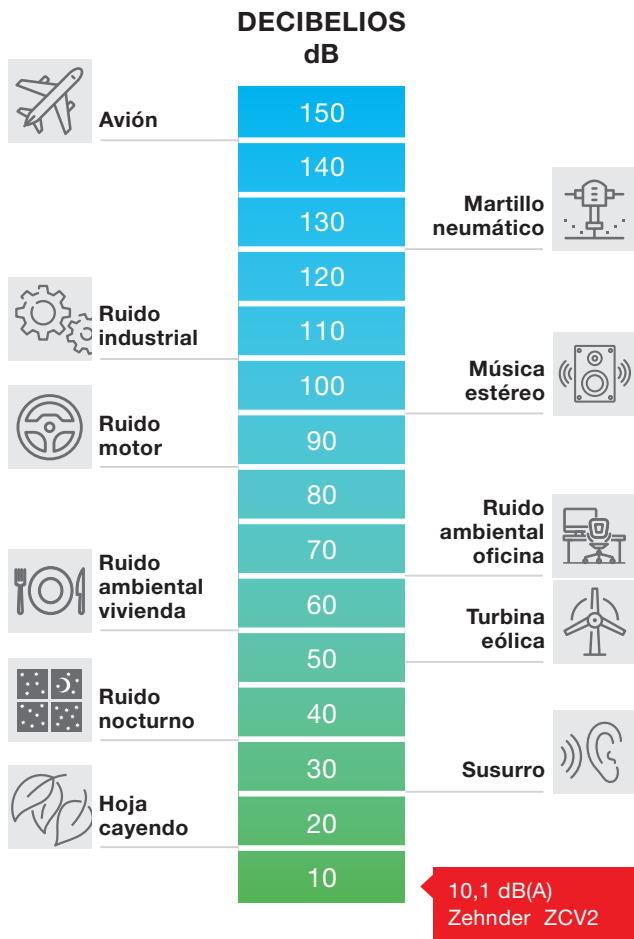 DECIBELIOS
dB
Avión
150
140
Martillo
neumático
130
120
Ruido
industrial
110
Música
estéreo
100
Ruido
motor
90
80
Ruido
ambiental
oficina
70
Ruido
ambiental
vivienda
60
Turbina
eólica
50
Ruido
nocturno
40
30
Susurro
Hoja
cayendo
20
10
10,1 dB(A)
Zehnder ZCV2